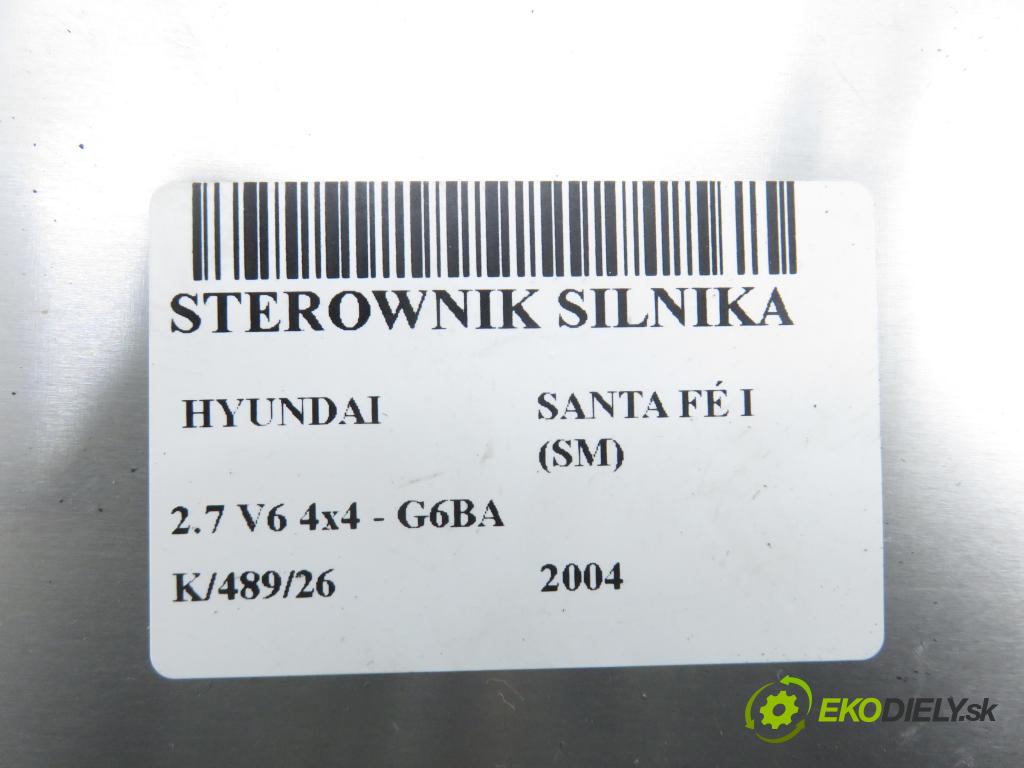 STEROWNIK SILNIKA
HYUNDAI
SANTA FÉ I
(SM)
2.7 V6 4x4 - G6BA
K/489/26
2004
EKODIELY.sk